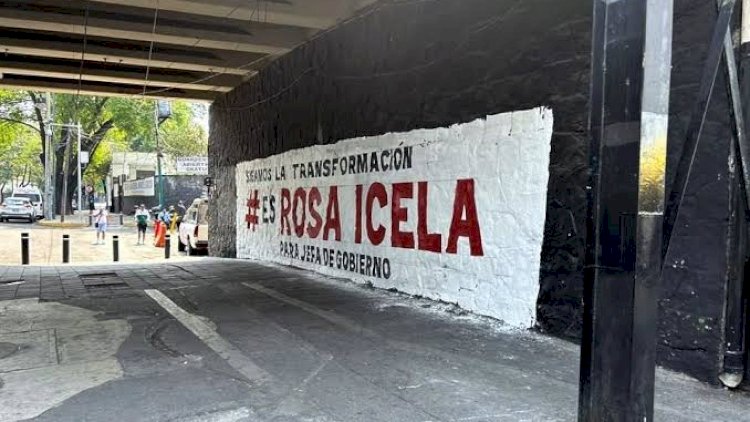 SIGAMOS LA TRANSFORMACIÓN
#ES ROSA ICELA
PARA JEFA DE GOBIERNO